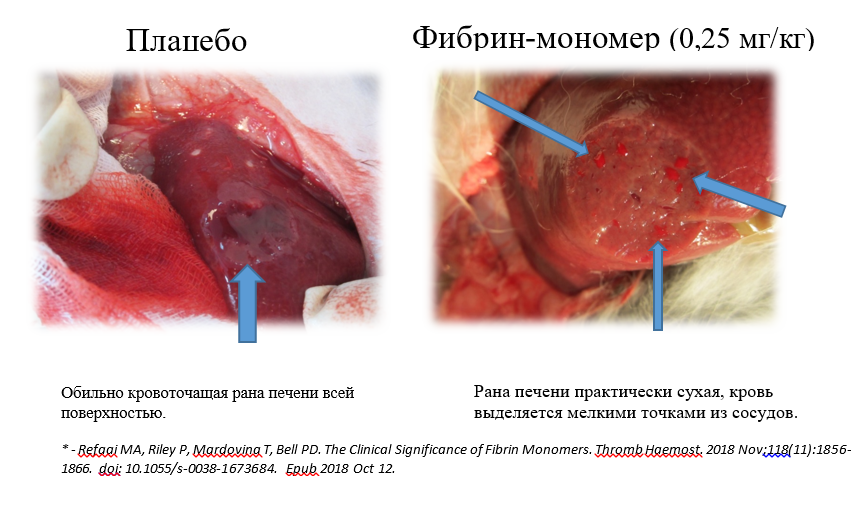 Плацебо
Фибрин-мономер (0,25 мг/кг)
Обильно кровоточащая рана печени всей
поверхностью.
Рана печени практически сухая, кровь
выделяется мелкими точками из сосудов.
* - Refaai MA, Riley P, Mardovina T, Bell PD. The Clinical Significance of Fibrin Monomers. Thromb Haemost. 2018 Nov;118(11):1856-
1866. doi: 10.1055/s-0038-1673684. Epub 2018 Oct 12.